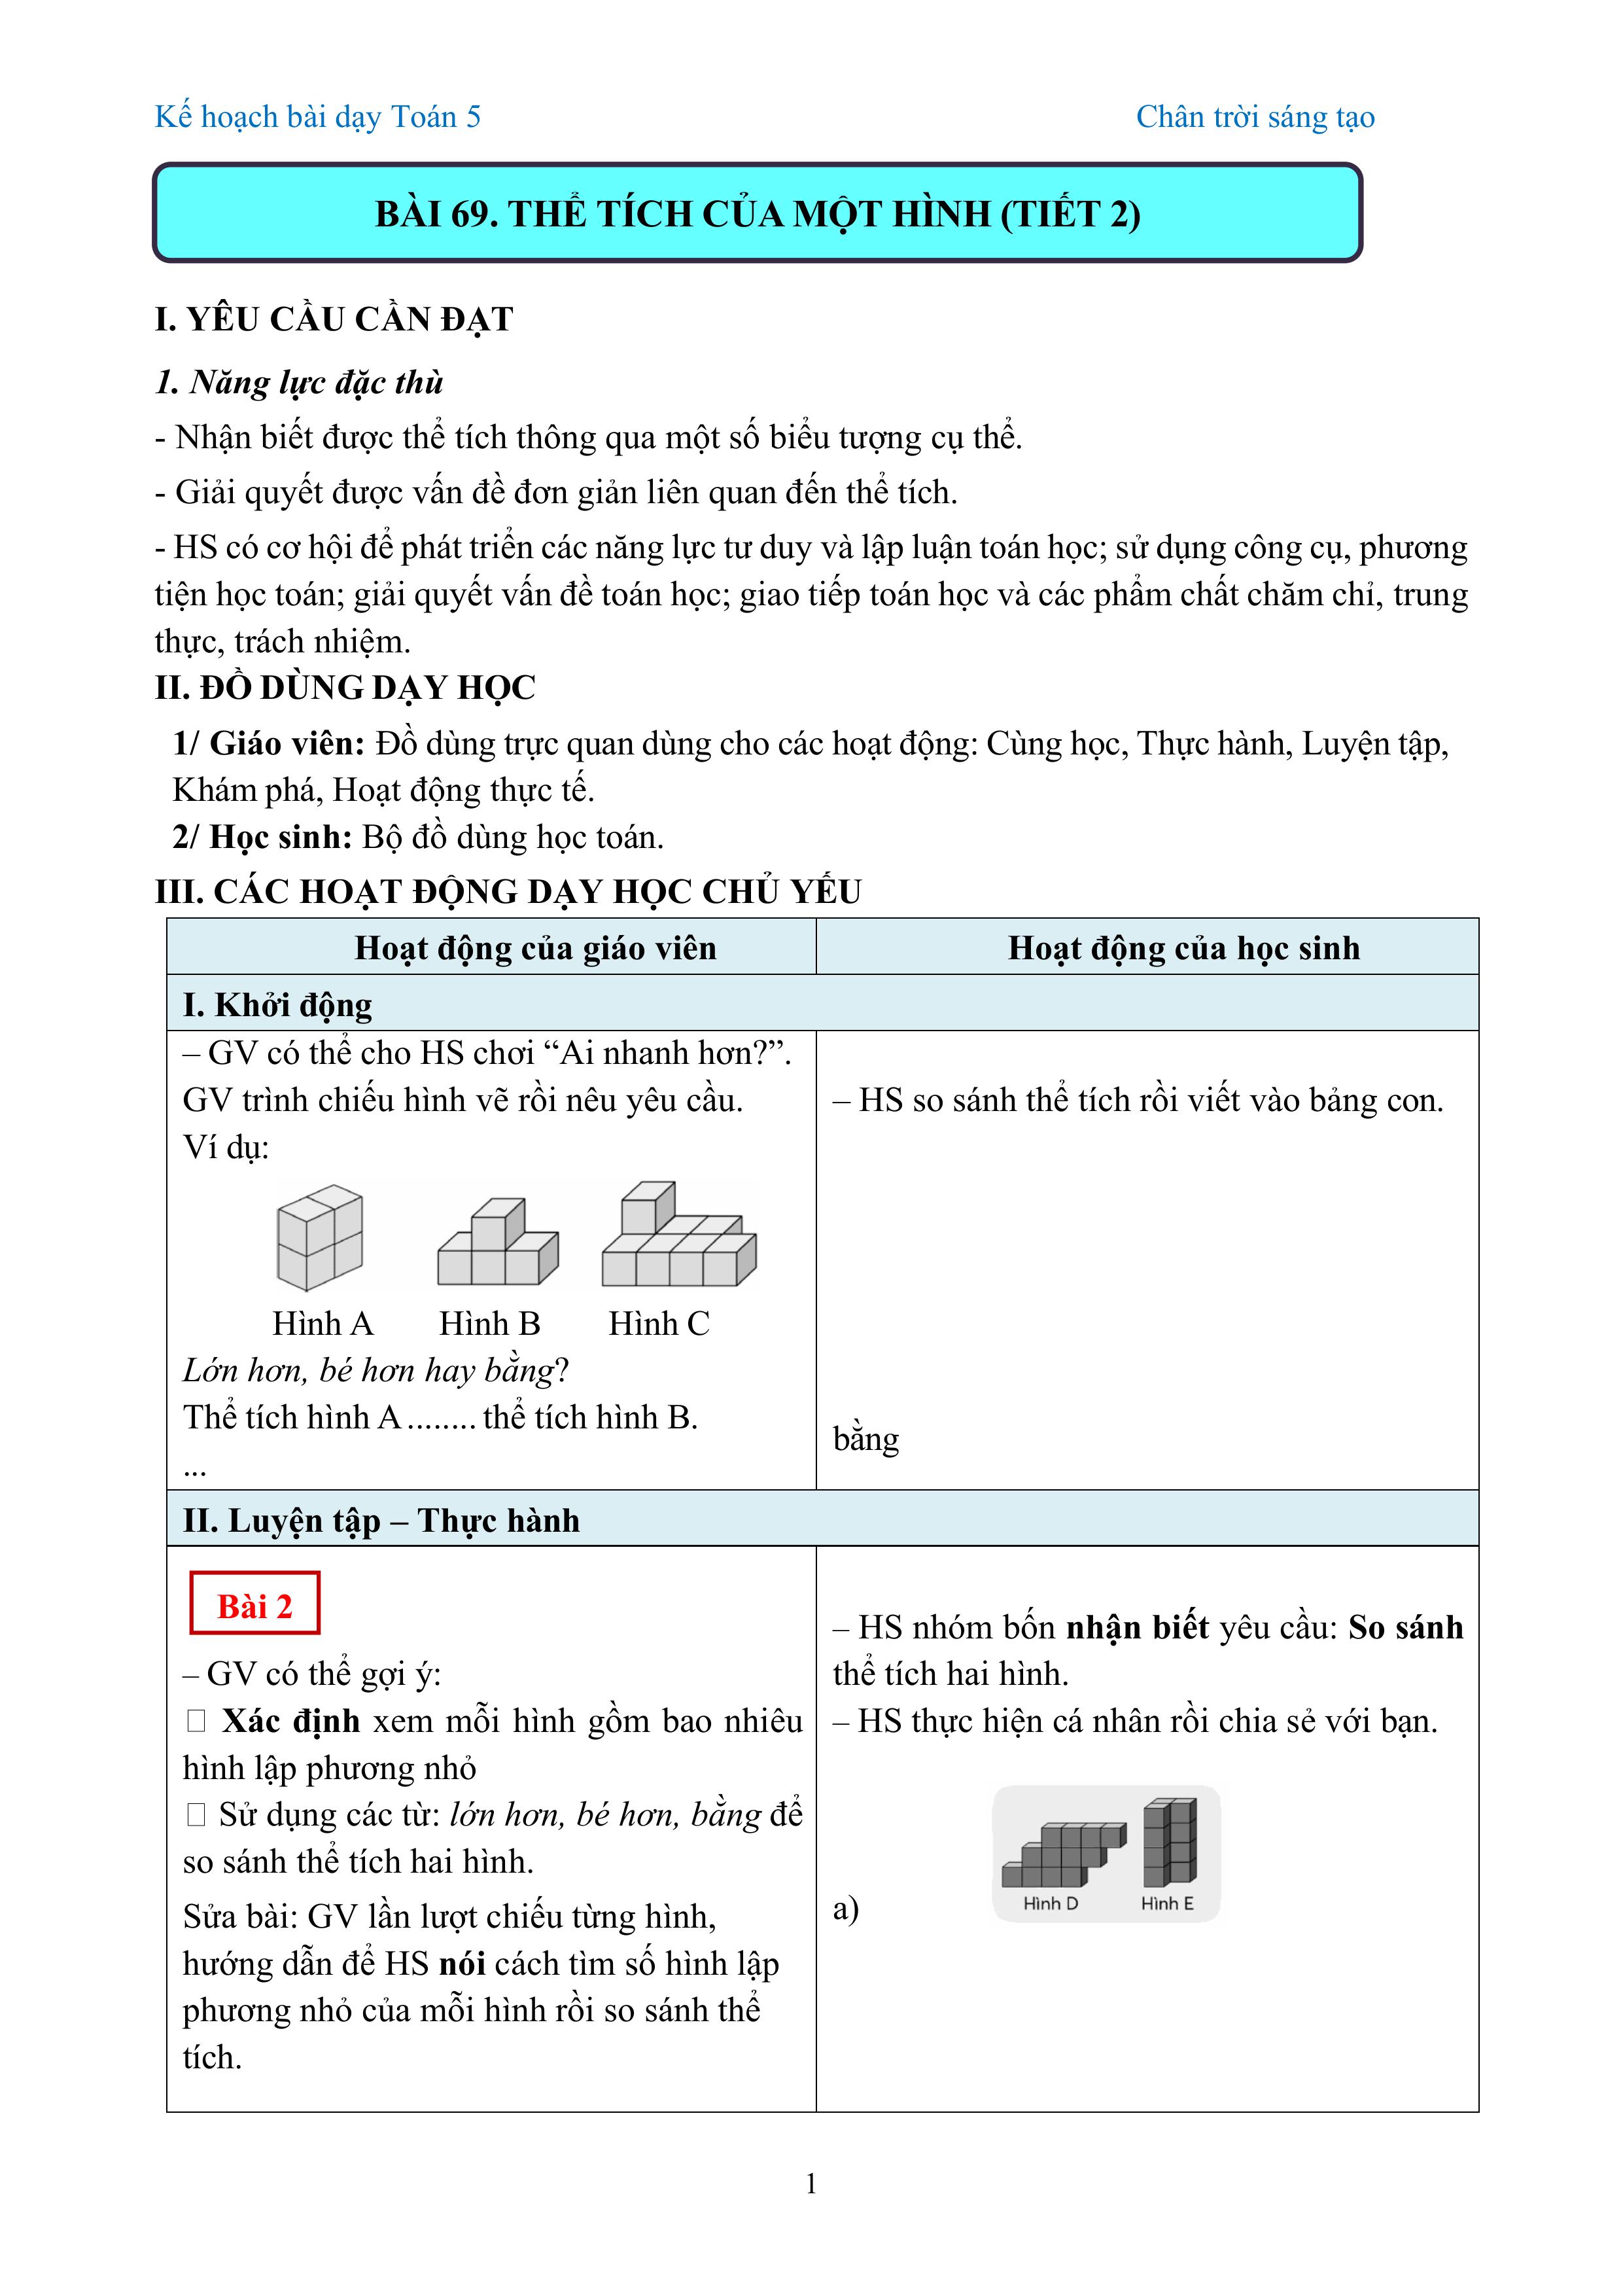 Kế hoạch bài dạy Toán 5 Chân trời sáng tạo
BÀI 69. THỂ TÍCH CỦA MỘT HÌNH (TIẾT 2)
I. YÊU CẦU CẦN ĐẠT
1. Năng lực đặc thù
- Nhận biết được thể tích thông qua một số biểu tượng cụ thể.
- Giải quyết được vấn đề đơn giản liên quan đến thể tích.
- HS có cơ hội để phát triển các năng lực tư duy và lập luận toán học; sử dụng công cụ, phương
tiện học toán; giải quyết vấn đề toán học; giao tiếp toán học và các phẩm chất chăm chỉ, trung
thực, trách nhiệm.
II. ĐỒ DÙNG DẠY HỌC
1/ Giáo viên: Đồ dùng trực quan dùng cho các hoạt động: Cùng học, Thực hành, Luyện tập,
Khám phá, Hoạt động thực tế.
2/ Học sinh: Bộ đồ dùng học toán.
III. CÁC HOẠT ĐỘNG DẠY HỌC CHỦ YẾU
Hoạt động của giáo viên
Hoạt động của học sinh
I. Khởi động
– GV có thể cho HS chơi “Ai nhanh hơn?”.
GV trình chiếu hình vẽ rồi nêu yêu cầu.
Ví dụ:
Hình A Hình B Hình C
Lớn hơn, bé hơn hay bằng?
Thể tích hình A ........ thể tích hình B.
...
– HS so sánh thể tích rồi viết vào bảng con.
bằng
II. Luyện tập – Thực hành
Bài 2
– GV có thể gợi ý:
Xác định xem mỗi hình gồm bao nhiêu
hình lập phương nhỏ
Sử dụng các từ: lớn hơn, bé hơn, bằng để
so sánh thể tích hai hình.
Sửa bài: GV lần lượt chiếu từng hình,
hướng dẫn để HS nói cách tìm số hình lập
phương nhỏ của mỗi hình rồi so sánh thể
tích.
– HS nhóm bốn nhận biết yêu cầu: So sánh
thể tích hai hình.
– HS thực hiện cá nhân rồi chia sẻ với bạn.
Hình D Hình E
a)
1